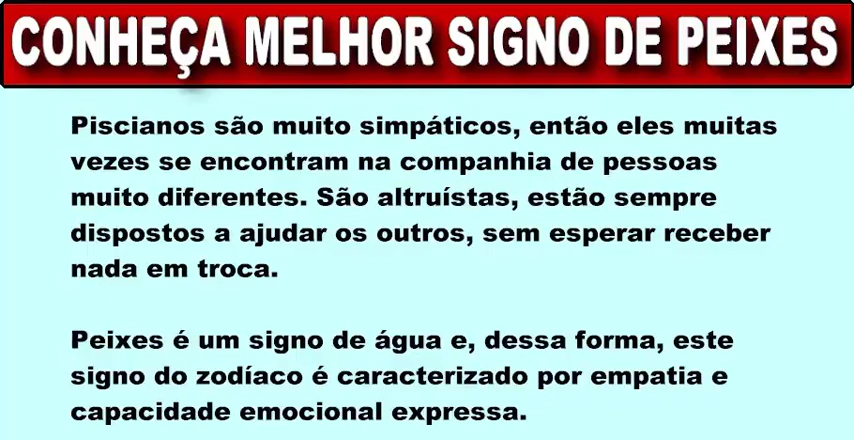 CONHEÇA MELHOR SIGNO DE PEIXES
Piscianos são muito simpáticos, então eles muitas
vezes se encontram na companhia de pessoas
muito diferentes. São altruístas, estão sempre
dispostos a ajudar os outros, sem esperar receber
nada em troca.
Peixes é um signo de água e, dessa forma, este
signo do zodíaco é caracterizado por empatia e
capacidade emocional expressa.